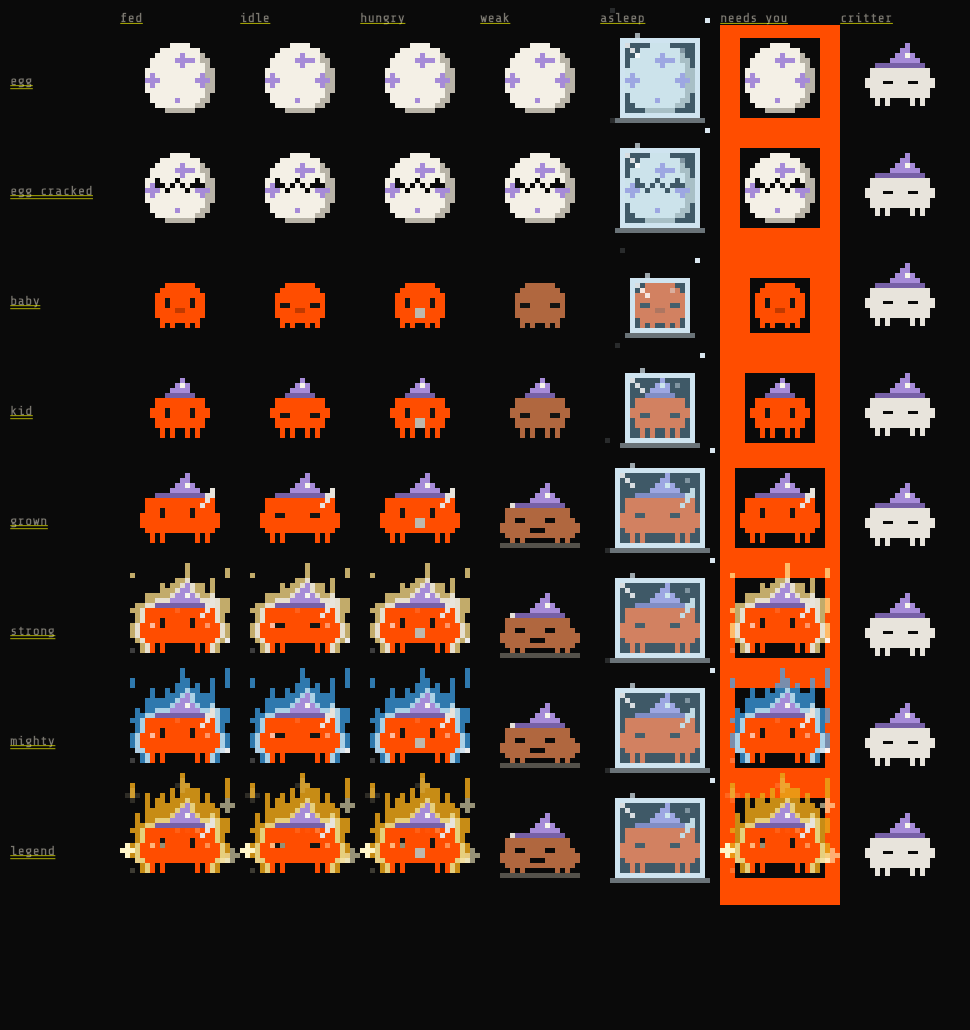 fed idle hungry weak asleep needs you critter
egg
egg cracked
baby
kid
grown
strong
mighty
legend